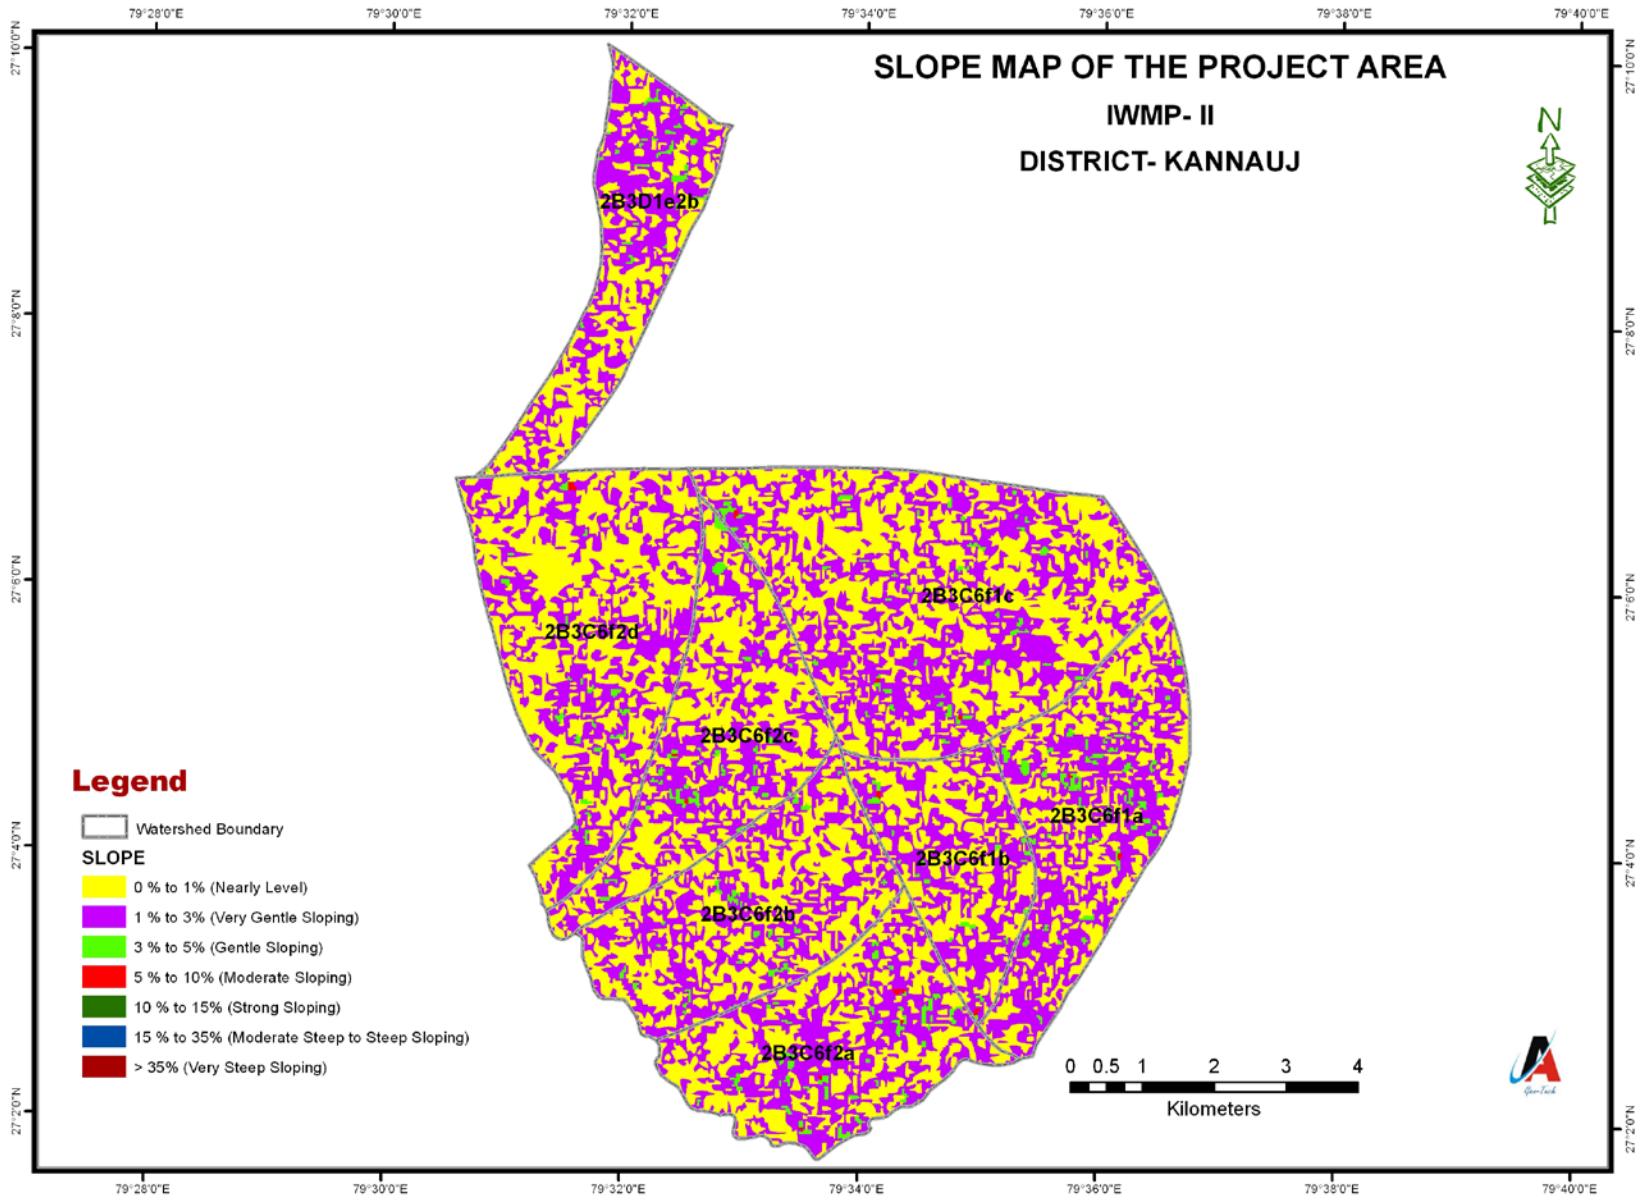 79°28'0"E 79°30'0"E 79°32'0"E 79°34'0"E 79°36'0"E 79°38'0"E 79°40'0"E
27°10'0"N
27°10'0"N
SLOPE MAP OF THE PROJECT AREA
IWMP- II
DISTRICT- KANNAUJ
N
2B3D1e2b
27°8'0"N
27°8'0"N
27°6'0"N
27°6'0"N
2B3C6f1c
2B3C6f2d
2B3C6f2c
2B3C6f1a
2B3C6f1b
2B3C6f2b
2B3C6f2a
27°4'0"N
27°4'0"N
Legend
Watershed Boundary
SLOPE
0 % to 1% (Nearly Level)
1 % to 3% (Very Gentle Sloping)
3 % to 5% (Gentle Sloping)
5 % to 10% (Moderate Sloping)
10 % to 15% (Strong Sloping)
15 % to 35% (Moderate Steep to Steep Sloping)
> 35% (Very Steep Sloping)
0 0.5 1 2 3 4
Kilometers
27°2'0"N
27°2'0"N
79°28'0"E 79°30'0"E 79°32'0"E 79°34'0"E 79°36'0"E 79°38'0"E 79°40'0"E